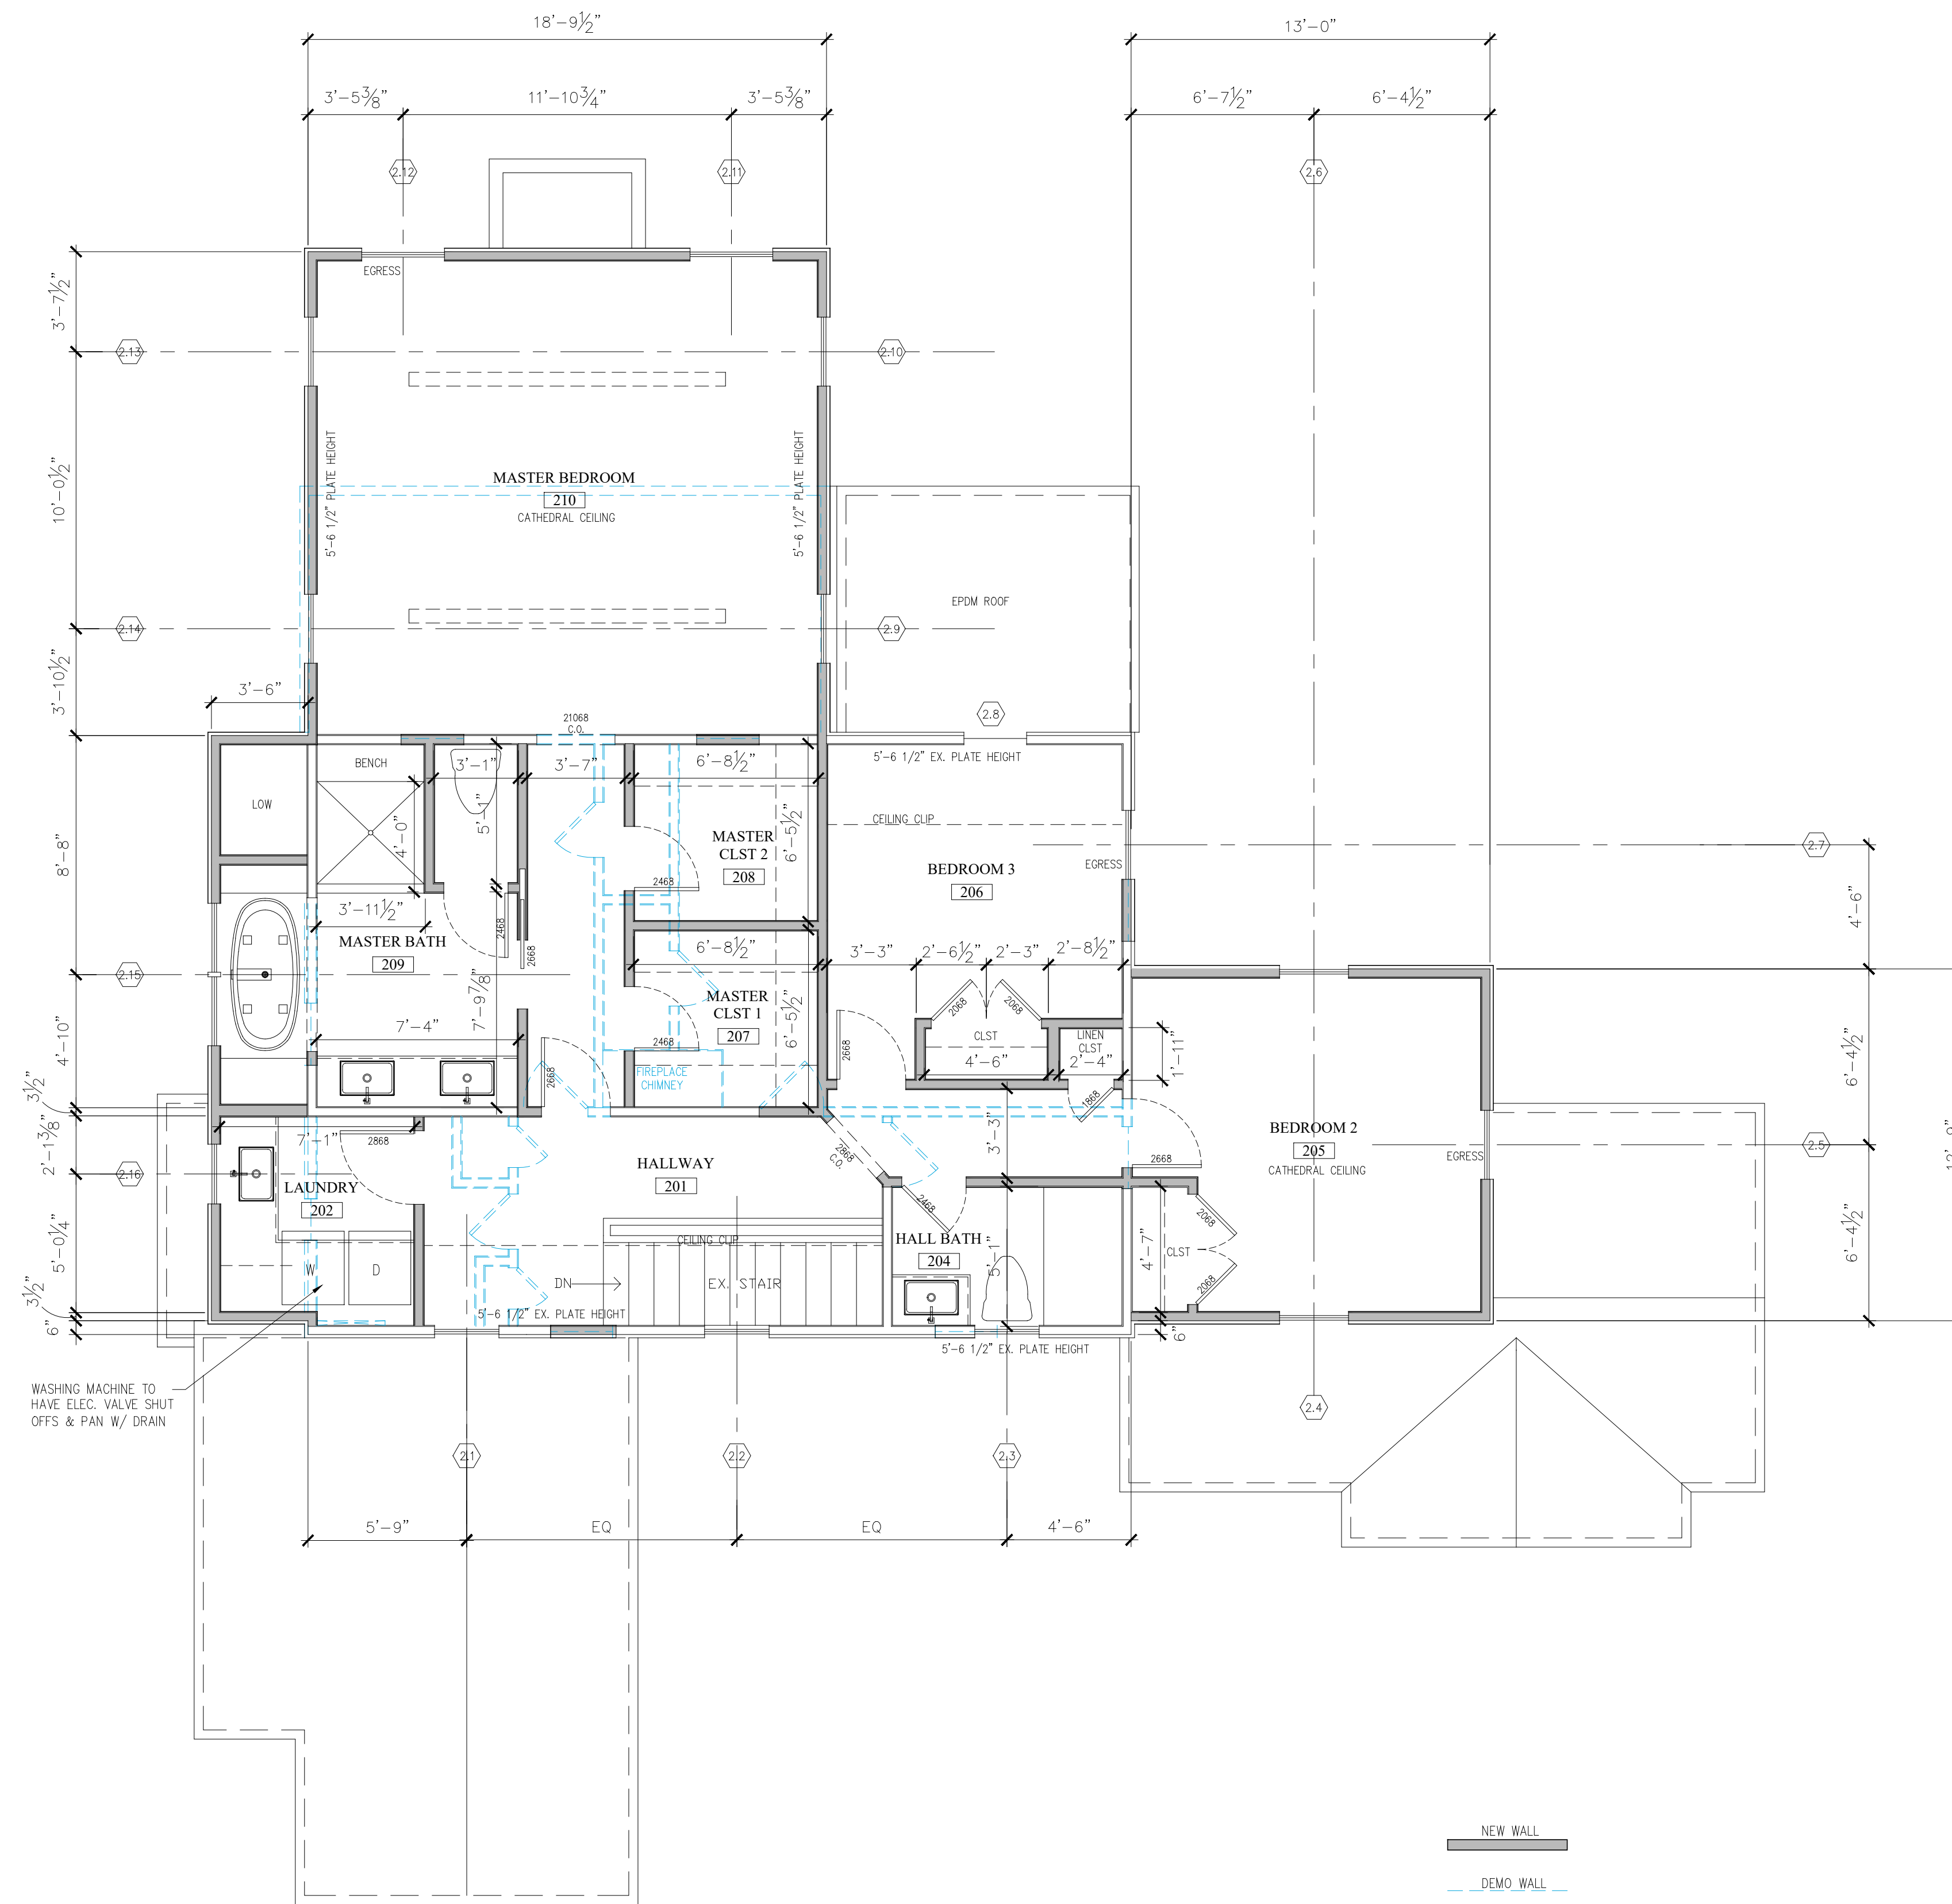 18'-9½"
13'-0"
3'-5⅜"
11'-10¾"
3'-5⅜"
6'-7½"
6'-4½"
2.12
2.11
2.6
EGRESS
3'-7½"
2.13
2.10
5'-6 1/2" PLATE HEIGHT
5'-6 1/2" PLATE HEIGHT
10'-0½"
MASTER BEDROOM
210
CATHEDRAL CEILING
EPDM ROOF
2.14
2.9
3'-10½"
3'-6"
21068
C.O.
2.8
5'-6 1/2" EX. PLATE HEIGHT
BENCH
3'-1"
3'-7"
6'-8½"
LOW
4'-0"
5'-1"
MASTER
CLST 2
208
6'-5½"
CEILING CLIP
8'-8"
2468
BEDROOM 3
206
EGRESS
2.7
4'-6"
3'-11½"
MASTER BATH
209
2468
2668
6'-8½"
3'-3"
2'-6½"
2'-3"
2'-8½"
2.15
7'-9⅞"
MASTER
CLST 1
207
6'-5½"
2068
2068
7'-4"
2468
2668
CLST
4'-6"
LINEN
CLST
2'-4"
1'-11"
4'-10"
6'-4½"
FIREPLACE
CHIMNEY
2668
1868
3½"
2'-1⅜"
7'-1"
2868
3'-3"
BEDROOM 2
205
CATHEDRAL CEILING
EGRESS
2.5
2.16
HALLWAY
201
2868
C.O.
2668
LAUNDRY
202
2468
2068
CEILING CLIP
HALL BATH
204
5'-1"
4'-7"
CLST
2068
6'-4½"
5'-0¼"
W
D
DN
EX. STAIR
3½"
5'-6 1/2" EX. PLATE HEIGHT
6"
6"
5'-6 1/2" EX. PLATE HEIGHT
WASHING MACHINE TO
HAVE ELEC. VALVE SHUT
OFFS & PAN W/ DRAIN
2.4
2.1
2.2
2.3
5'-9"
EQ
EQ
4'-6"
NEW WALL
DEMO WALL